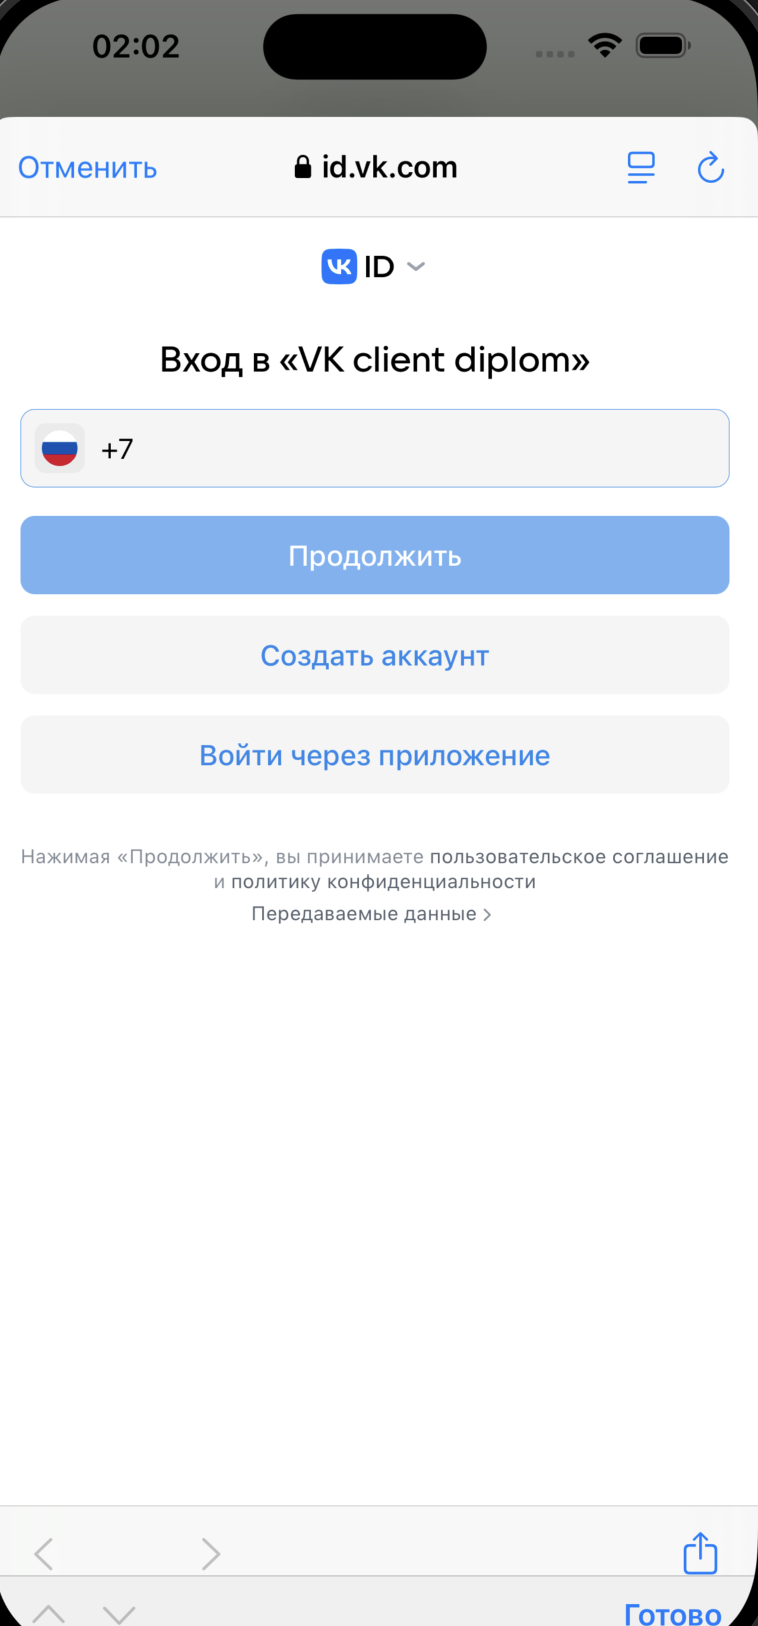 02:02
Отменить
id.vk.com
VK ID
Вход в «VK client diplom»
+7
Продолжить
Создать аккаунт
Войти через приложение
Нажимая «Продолжить», вы принимаете пользовательское соглашение
и политику конфиденциальности
Передаваемые данные
Готово